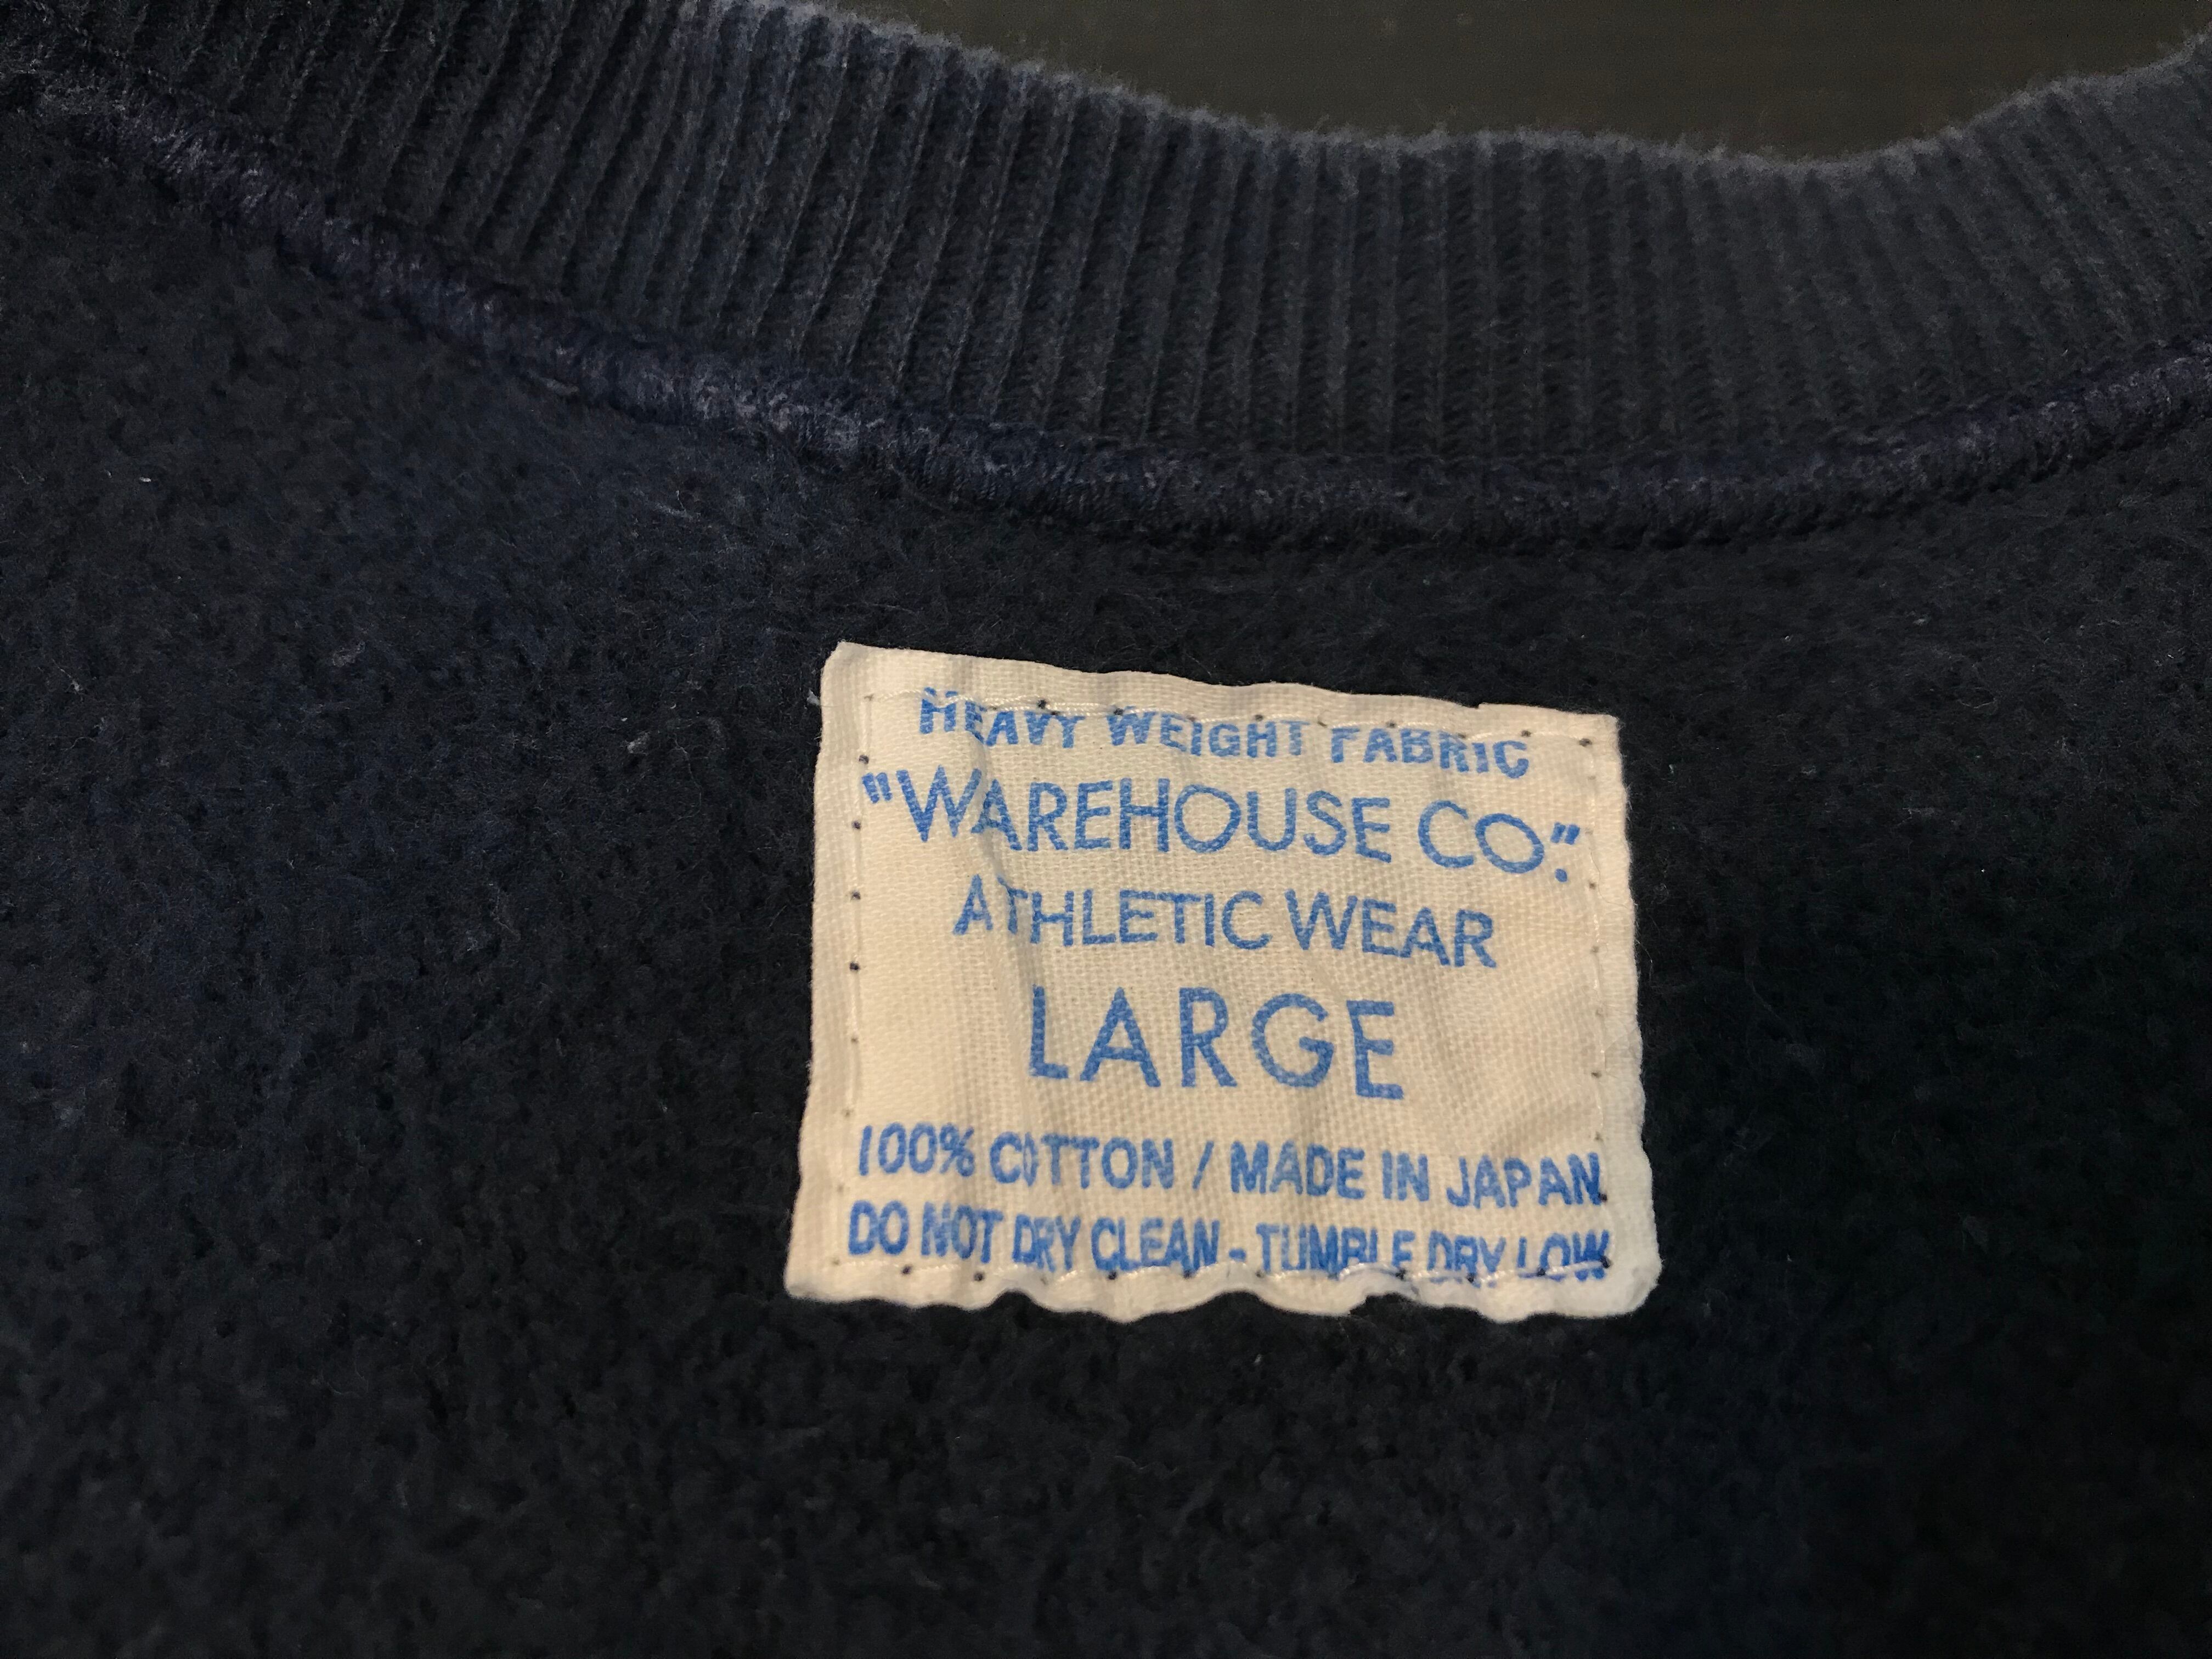 HEAVY WEIGHT FABRIC
"WAREHOUSE CO."
ATHLETIC WEAR
LARGE
100% COTTON / MADE IN JAPAN
DO NOT DRY CLEAN - TUMBLE DRY LOW